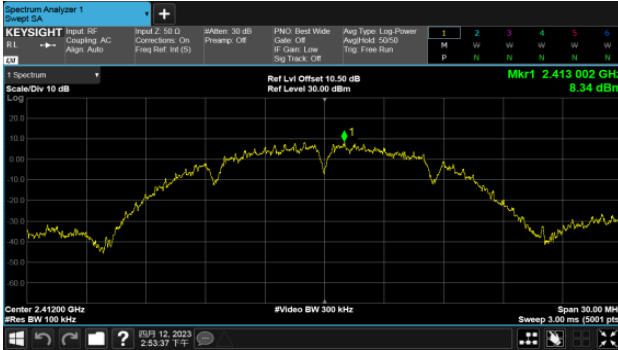 Spectrum Analyzer 1
Swept SA
+
KEYSIGHT
RL
LXI
Input: RF
Coupling: AC
Align: Auto
Input Z: 50 Ω
Corrections: On
Freq Ref: Int (S)
#Atten: 30 dB
Preamp: Off
PNO: Best Wide
Gate: Off
IF Gain: Low
Sig Track: Off
Avg Type: Log-Power
Avg|Hold: 50/50
Trig: Free Run
1 2 3 4 5 6
M W W W W W
P N N N N N
1 Spectrum
Scale/Div 10 dB
Ref Lvl Offset 10.50 dB
Ref Level 30.00 dBm
Mkr1 2.413 002 GHz
8.34 dBm
Log
20.0
10.0
0.00
-10.0
-20.0
-30.0
-40.0
-50.0
-60.0
1
Center 2.41200 GHz
#Res BW 100 kHz
#Video BW 300 kHz
Span 30.00 MH
Sweep 3.00 ms (5001 pts
?
四月 12, 2023
2:53:37 下午